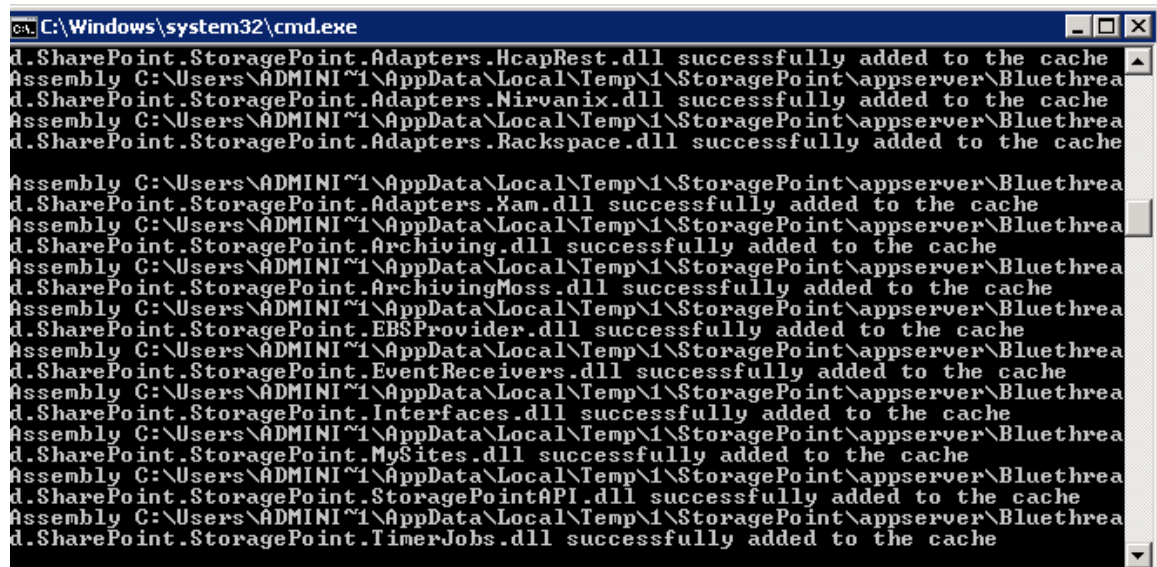 C:\Windows\system32\cmd.exe
d.SharePoint.StoragePoint.Adapters.HcapRest.dll successfully added to the cache
Assembly C:\Users\ADMINI~1\AppData\Local\Temp\1\StoragePoint\appserver\Bluethrea
d.SharePoint.StoragePoint.Adapters.Nirvanix.dll successfully added to the cache
Assembly C:\Users\ADMINI~1\AppData\Local\Temp\1\StoragePoint\appserver\Bluethrea
d.SharePoint.StoragePoint.Adapters.Rackspace.dll successfully added to the cache
Assembly C:\Users\ADMINI~1\AppData\Local\Temp\1\StoragePoint\appserver\Bluethrea
d.SharePoint.StoragePoint.Adapters.Xam.dll successfully added to the cache
Assembly C:\Users\ADMINI~1\AppData\Local\Temp\1\StoragePoint\appserver\Bluethrea
d.SharePoint.StoragePoint.Archiving.dll successfully added to the cache
Assembly C:\Users\ADMINI~1\AppData\Local\Temp\1\StoragePoint\appserver\Bluethrea
d.SharePoint.StoragePoint.ArchivingMoss.dll successfully added to the cache
Assembly C:\Users\ADMINI~1\AppData\Local\Temp\1\StoragePoint\appserver\Bluethrea
d.SharePoint.StoragePoint.EBSProvider.dll successfully added to the cache
Assembly C:\Users\ADMINI~1\AppData\Local\Temp\1\StoragePoint\appserver\Bluethrea
d.SharePoint.StoragePoint.EventReceivers.dll successfully added to the cache
Assembly C:\Users\ADMINI~1\AppData\Local\Temp\1\StoragePoint\appserver\Bluethrea
d.SharePoint.StoragePoint.Interfaces.dll successfully added to the cache
Assembly C:\Users\ADMINI~1\AppData\Local\Temp\1\StoragePoint\appserver\Bluethrea
d.SharePoint.StoragePoint.MySites.dll successfully added to the cache
Assembly C:\Users\ADMINI~1\AppData\Local\Temp\1\StoragePoint\appserver\Bluethrea
d.SharePoint.StoragePoint.StoragePointAPI.dll successfully added to the cache
Assembly C:\Users\ADMINI~1\AppData\Local\Temp\1\StoragePoint\appserver\Bluethrea
d.SharePoint.StoragePoint.TimerJobs.dll successfully added to the cache